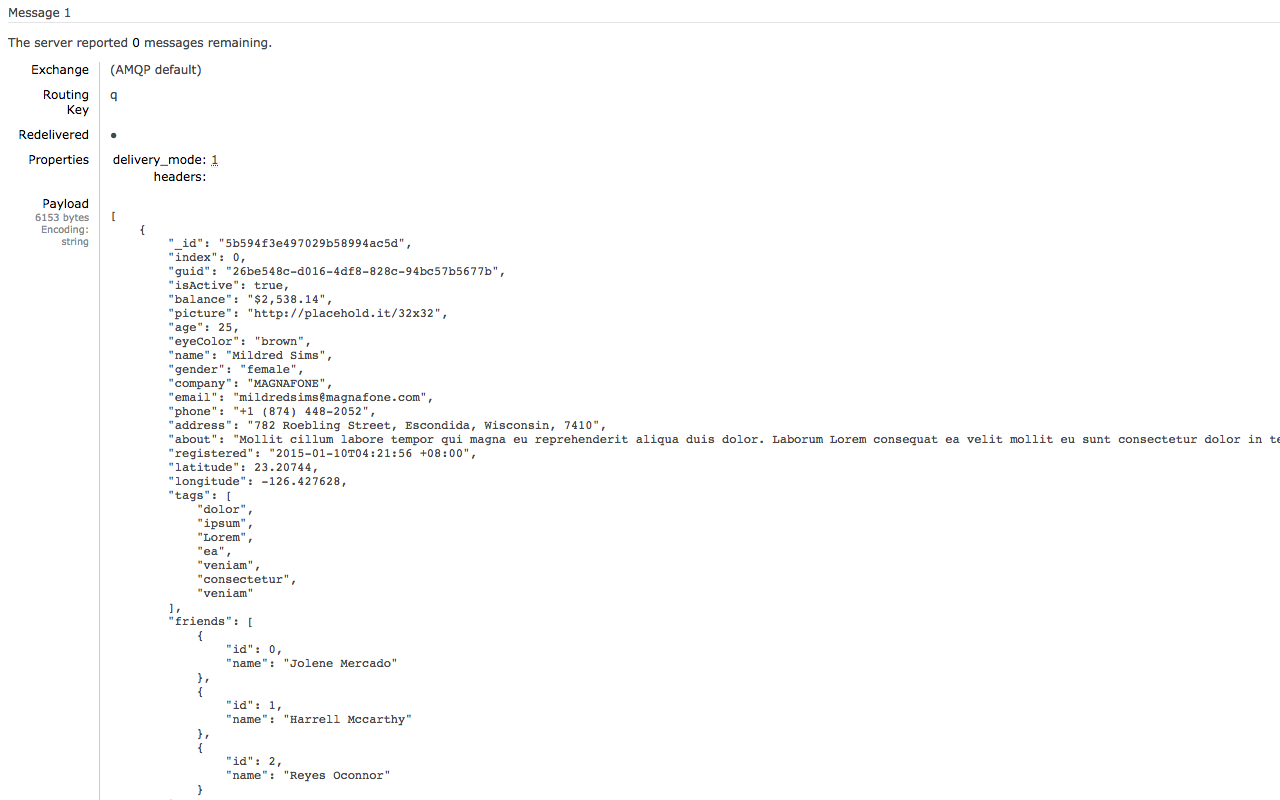 Message 1
The server reported 0 messages remaining.
Exchange (AMQP default)
Routing Key q
Redelivered ●
Properties delivery_mode: 1
headers:
Payload
6153 bytes
Encoding: string
[
    {
        "_id": "5b594f3e497029b58994ac5d",
        "index": 0,
        "guid": "26be548c-d016-4df8-828c-94bc57b5677b",
        "isActive": true,
        "balance": "$2,538.14",
        "picture": "http://placehold.it/32x32",
        "age": 25,
        "eyeColor": "brown",
        "name": "Mildred Sims",
        "gender": "female",
        "company": "MAGNAFONE",
        "email": "mildredsims@magnafone.com",
        "phone": "+1 (874) 448-2052",
        "address": "782 Roebling Street, Escondida, Wisconsin, 7410",
        "about": "Mollit cillum labore tempor qui magna eu reprehenderit aliqua duis dolor. Laborum Lorem consequat ea velit mollit eu sunt consectetur dolor in
        "registered": "2015-01-10T04:21:56 +08:00",
        "latitude": 23.20744,
        "longitude": -126.427628,
        "tags": [
            "dolor",
            "ipsum",
            "Lorem",
            "ea",
            "veniam",
            "consectetur",
            "veniam"
        ],
        "friends": [
            {
                "id": 0,
                "name": "Jolene Mercado"
            },
            {
                "id": 1,
                "name": "Harrell Mccarthy"
            },
            {
                "id": 2,
                "name": "Reyes Oconnor"
            }